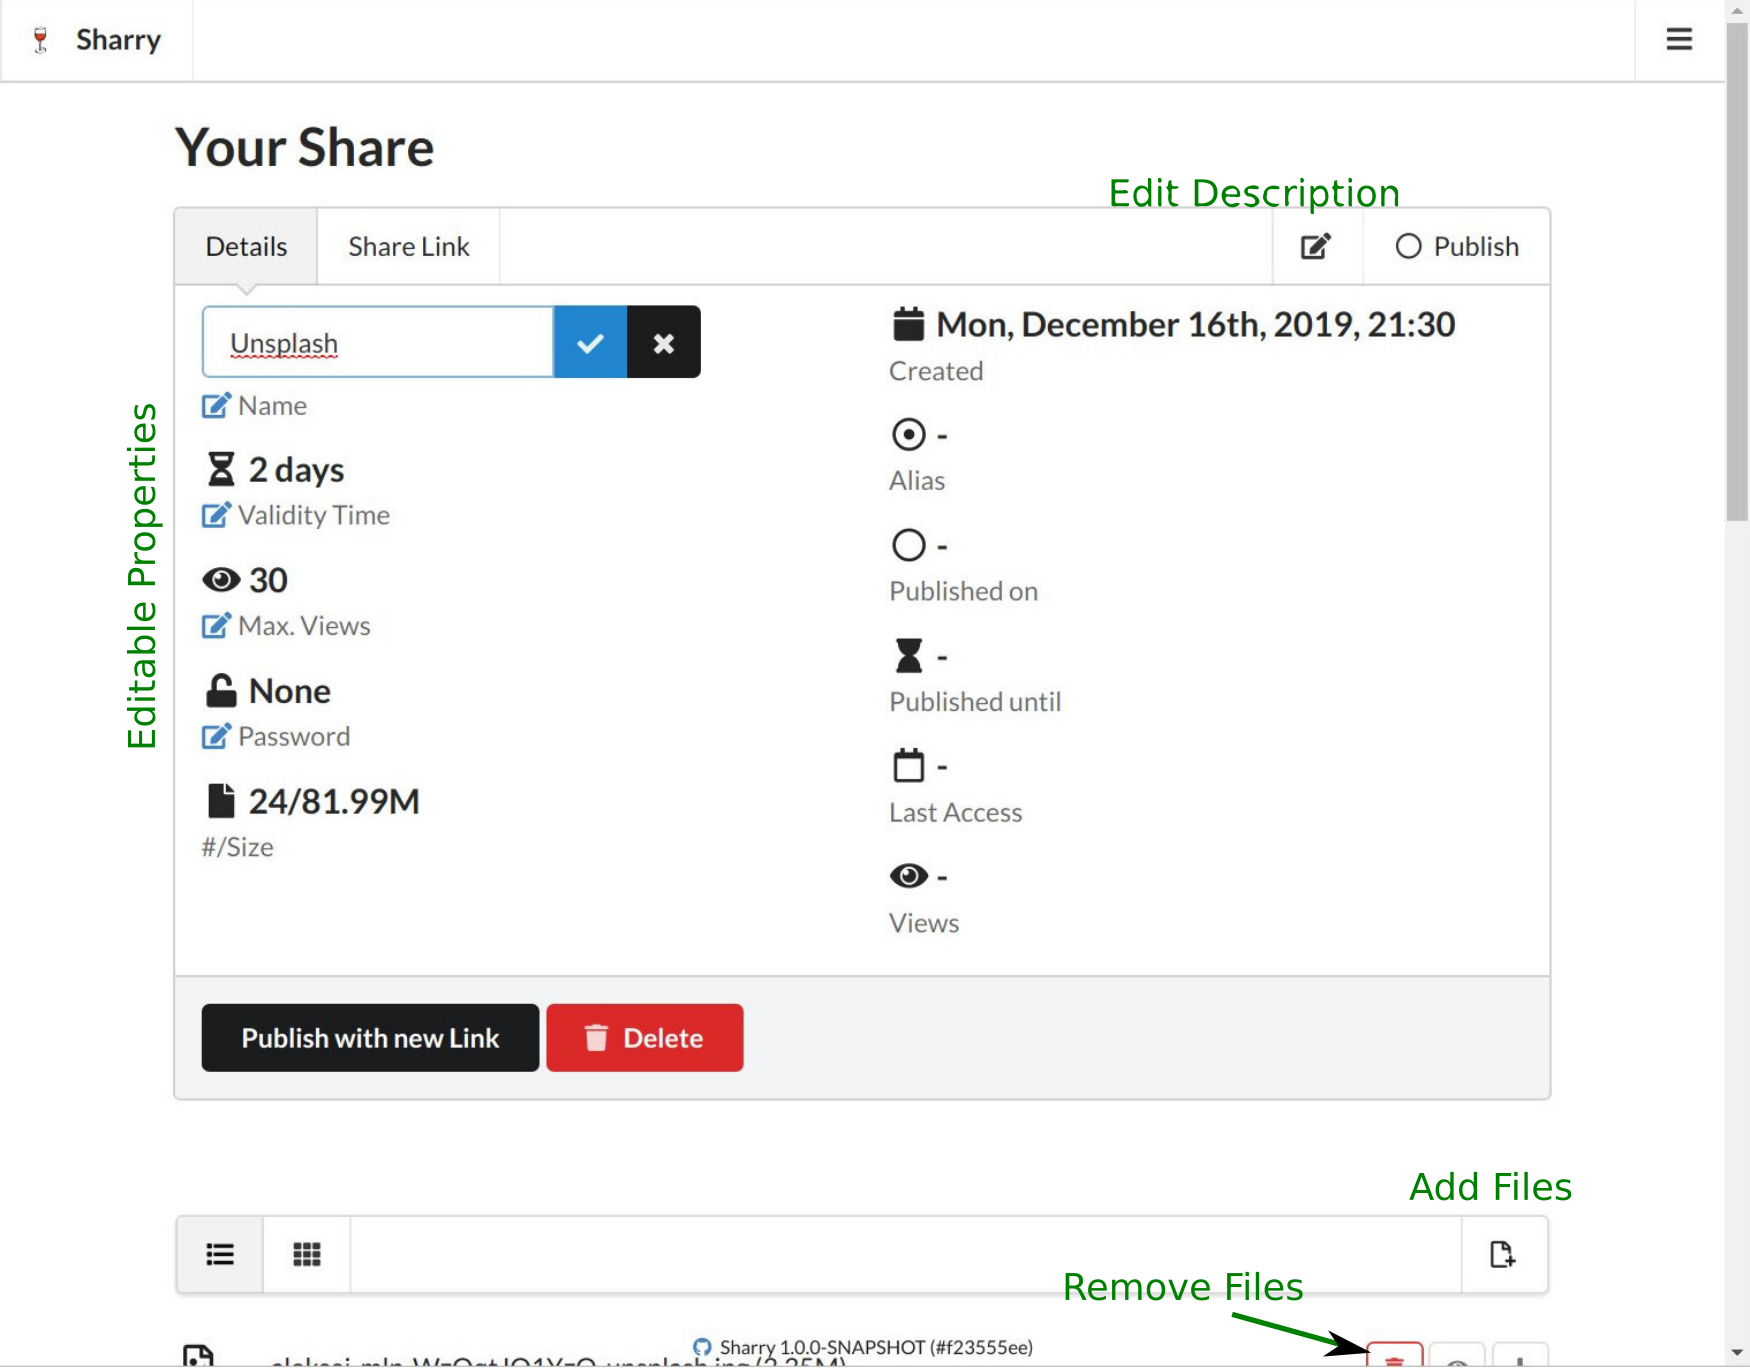 Sharry
Your Share
Edit Description
Details
Share Link
Publish
Editable Properties
Unsplash
Name
2 days
Validity Time
30
Max. Views
None
Password
24/81.99M
#/Size
Mon, December 16th, 2019, 21:30
Created
-
Alias
-
Published on
-
Published until
-
Last Access
-
Views
Publish with new Link
Delete
Add Files
Remove Files
Sharry 1.0.0-SNAPSHOT (#f23555ee)